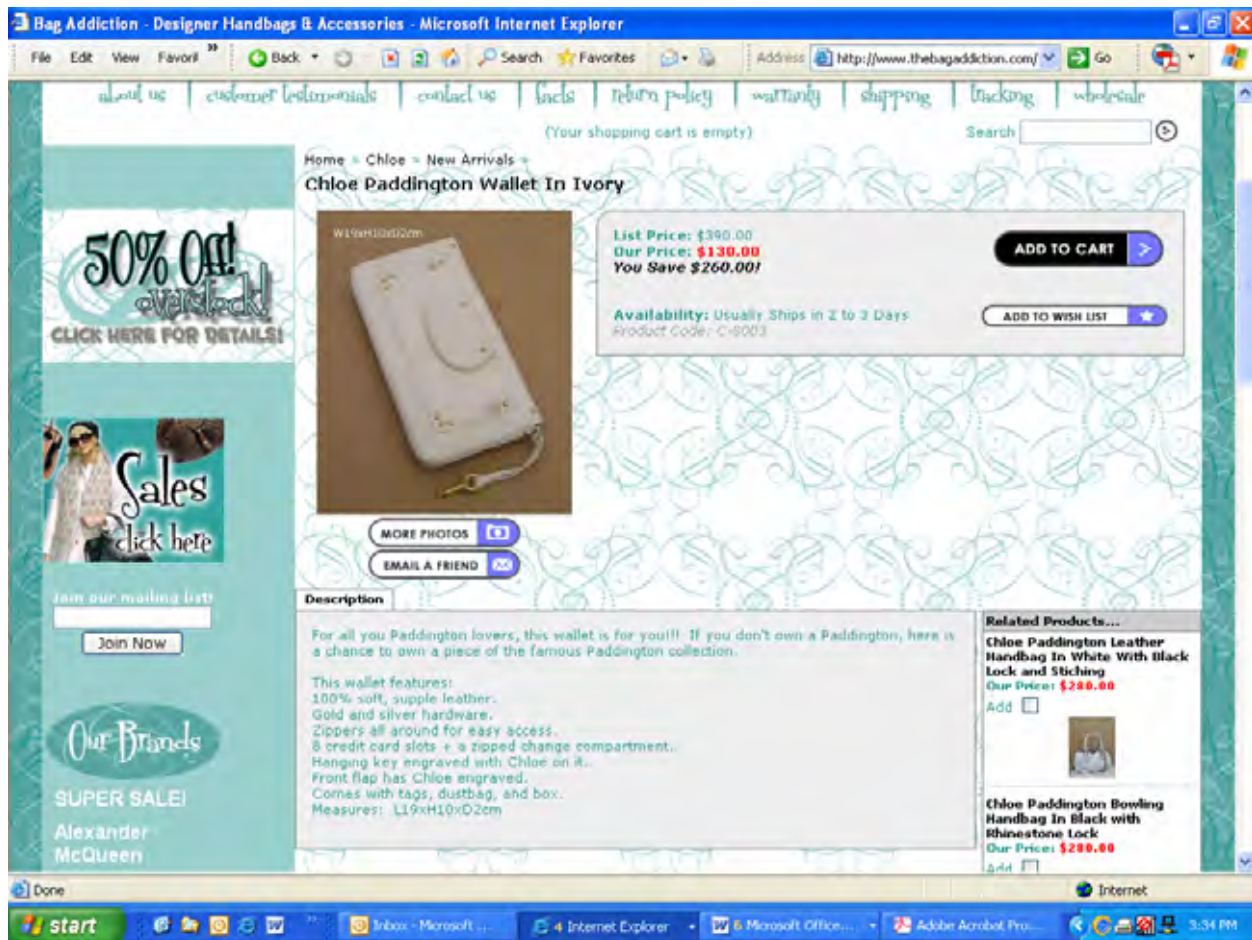 Bag Addiction - Designer Handbags & Accessories - Microsoft Internet Explorer
File Edit View Favorit » Back Search Favorites Address http://www.thebagaddiction.com/ Go
about us | customer testimonials | contact us | facts | return policy | warranty | shipping | tracking | wholesale
(Your shopping cart is empty) Search
Home » Chloe » New Arrivals »
Chloe Paddington Wallet In Ivory
50% Off!
overstock!
CLICK HERE FOR DETAILS!
W19xH10xD2cm
List Price: $390.00
Our Price: $130.00
You Save $260.00!
ADD TO CART
Availability: Usually Ships in 2 to 3 Days
Product Code: C-S003
ADD TO WISH LIST
Sales
click here
MORE PHOTOS
EMAIL A FRIEND
Join our mailing list!
Join Now
Our Brands
SUPER SALE!
Alexander
McQueen
Description
For all you Paddington lovers, this wallet is for you!!! If you don't own a Paddington, here is
a chance to own a piece of the famous Paddington collection.
This wallet features:
100% soft, supple leather.
Gold and silver hardware.
Zippers all around for easy access.
8 credit card slots + a zipped change compartment.
Hanging key engraved with Chloe on it.
Front flap has Chloe engraved.
Comes with tags, dustbag, and box.
Measures: L19xH10xD2cm
Related Products...
Chloe Paddington Leather
Handbag In White With Black
Lock and Stiching
Our Price: $280.00
Add
Chloe Paddington Bowling
Handbag In Black with
Rhinestone Lock
Our Price: $280.00
Add
Done Internet
start Inbox - Microsoft ... 4 Internet Explorer 6 Microsoft Office... Adobe Acrobat Pro... 3:34 PM